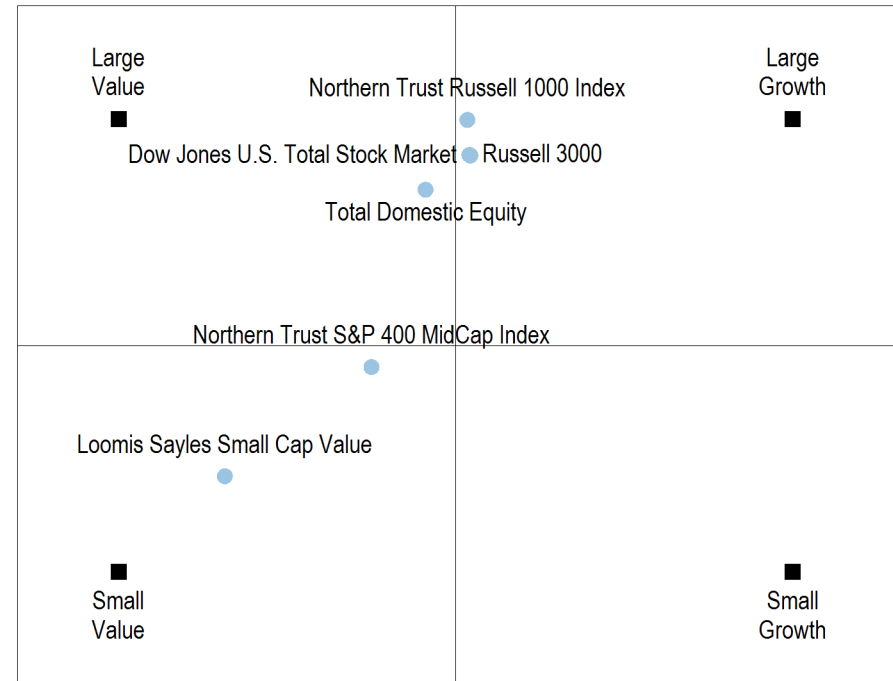 Large
Value
Large
Growth
Northern Trust Russell 1000 Index
Dow Jones U.S. Total Stock Market
Russell 3000
Total Domestic Equity
Northern Trust S&P 400 MidCap Index
Loomis Sayles Small Cap Value
Small
Value
Small
Growth